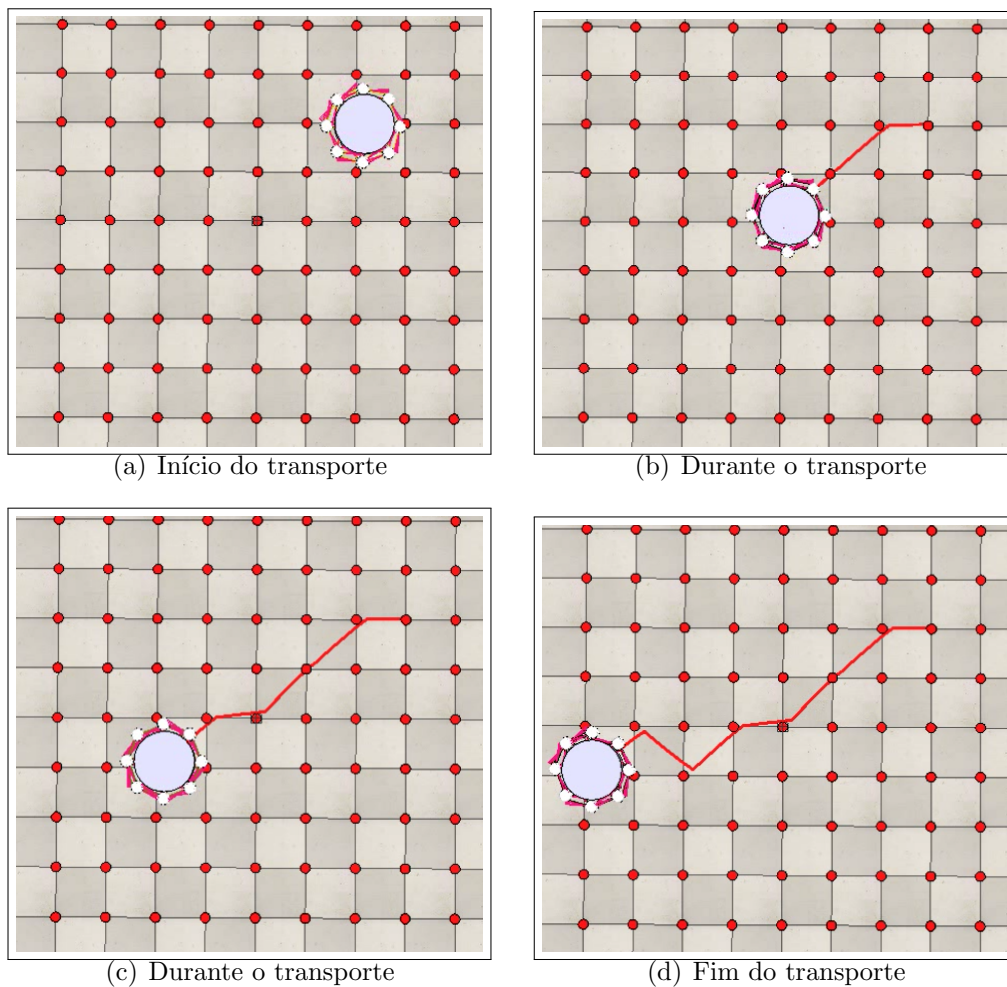 (a) Início do transporte
(b) Durante o transporte
(c) Durante o transporte
(d) Fim do transporte